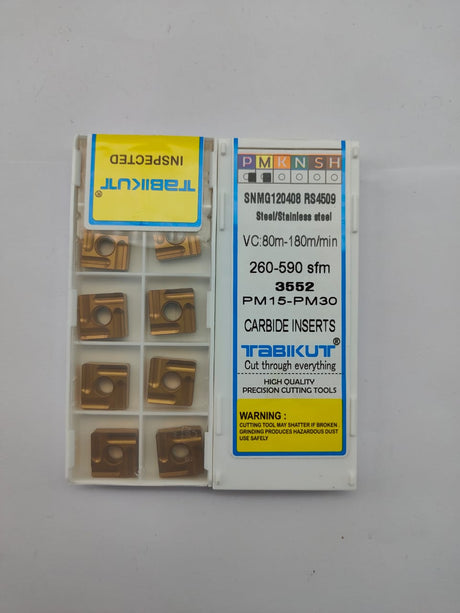 INSPECTED
TABIKUT®
P M K N S H
SNMG120408 RS4509
Steel/Stainless steel
VC:80m-180m/min
260-590 sfm
3552
PM15-PM30
CARBIDE INSERTS
TABIKUT®
Cut through everything
HIGH QUALITY
PRECISION CUTTING TOOLS
WARNING :
CUTTING TOOL MAY SHATTER IF BROKEN
GRINDING PRODUCES HAZARDOUS DUST
USE SAFELY